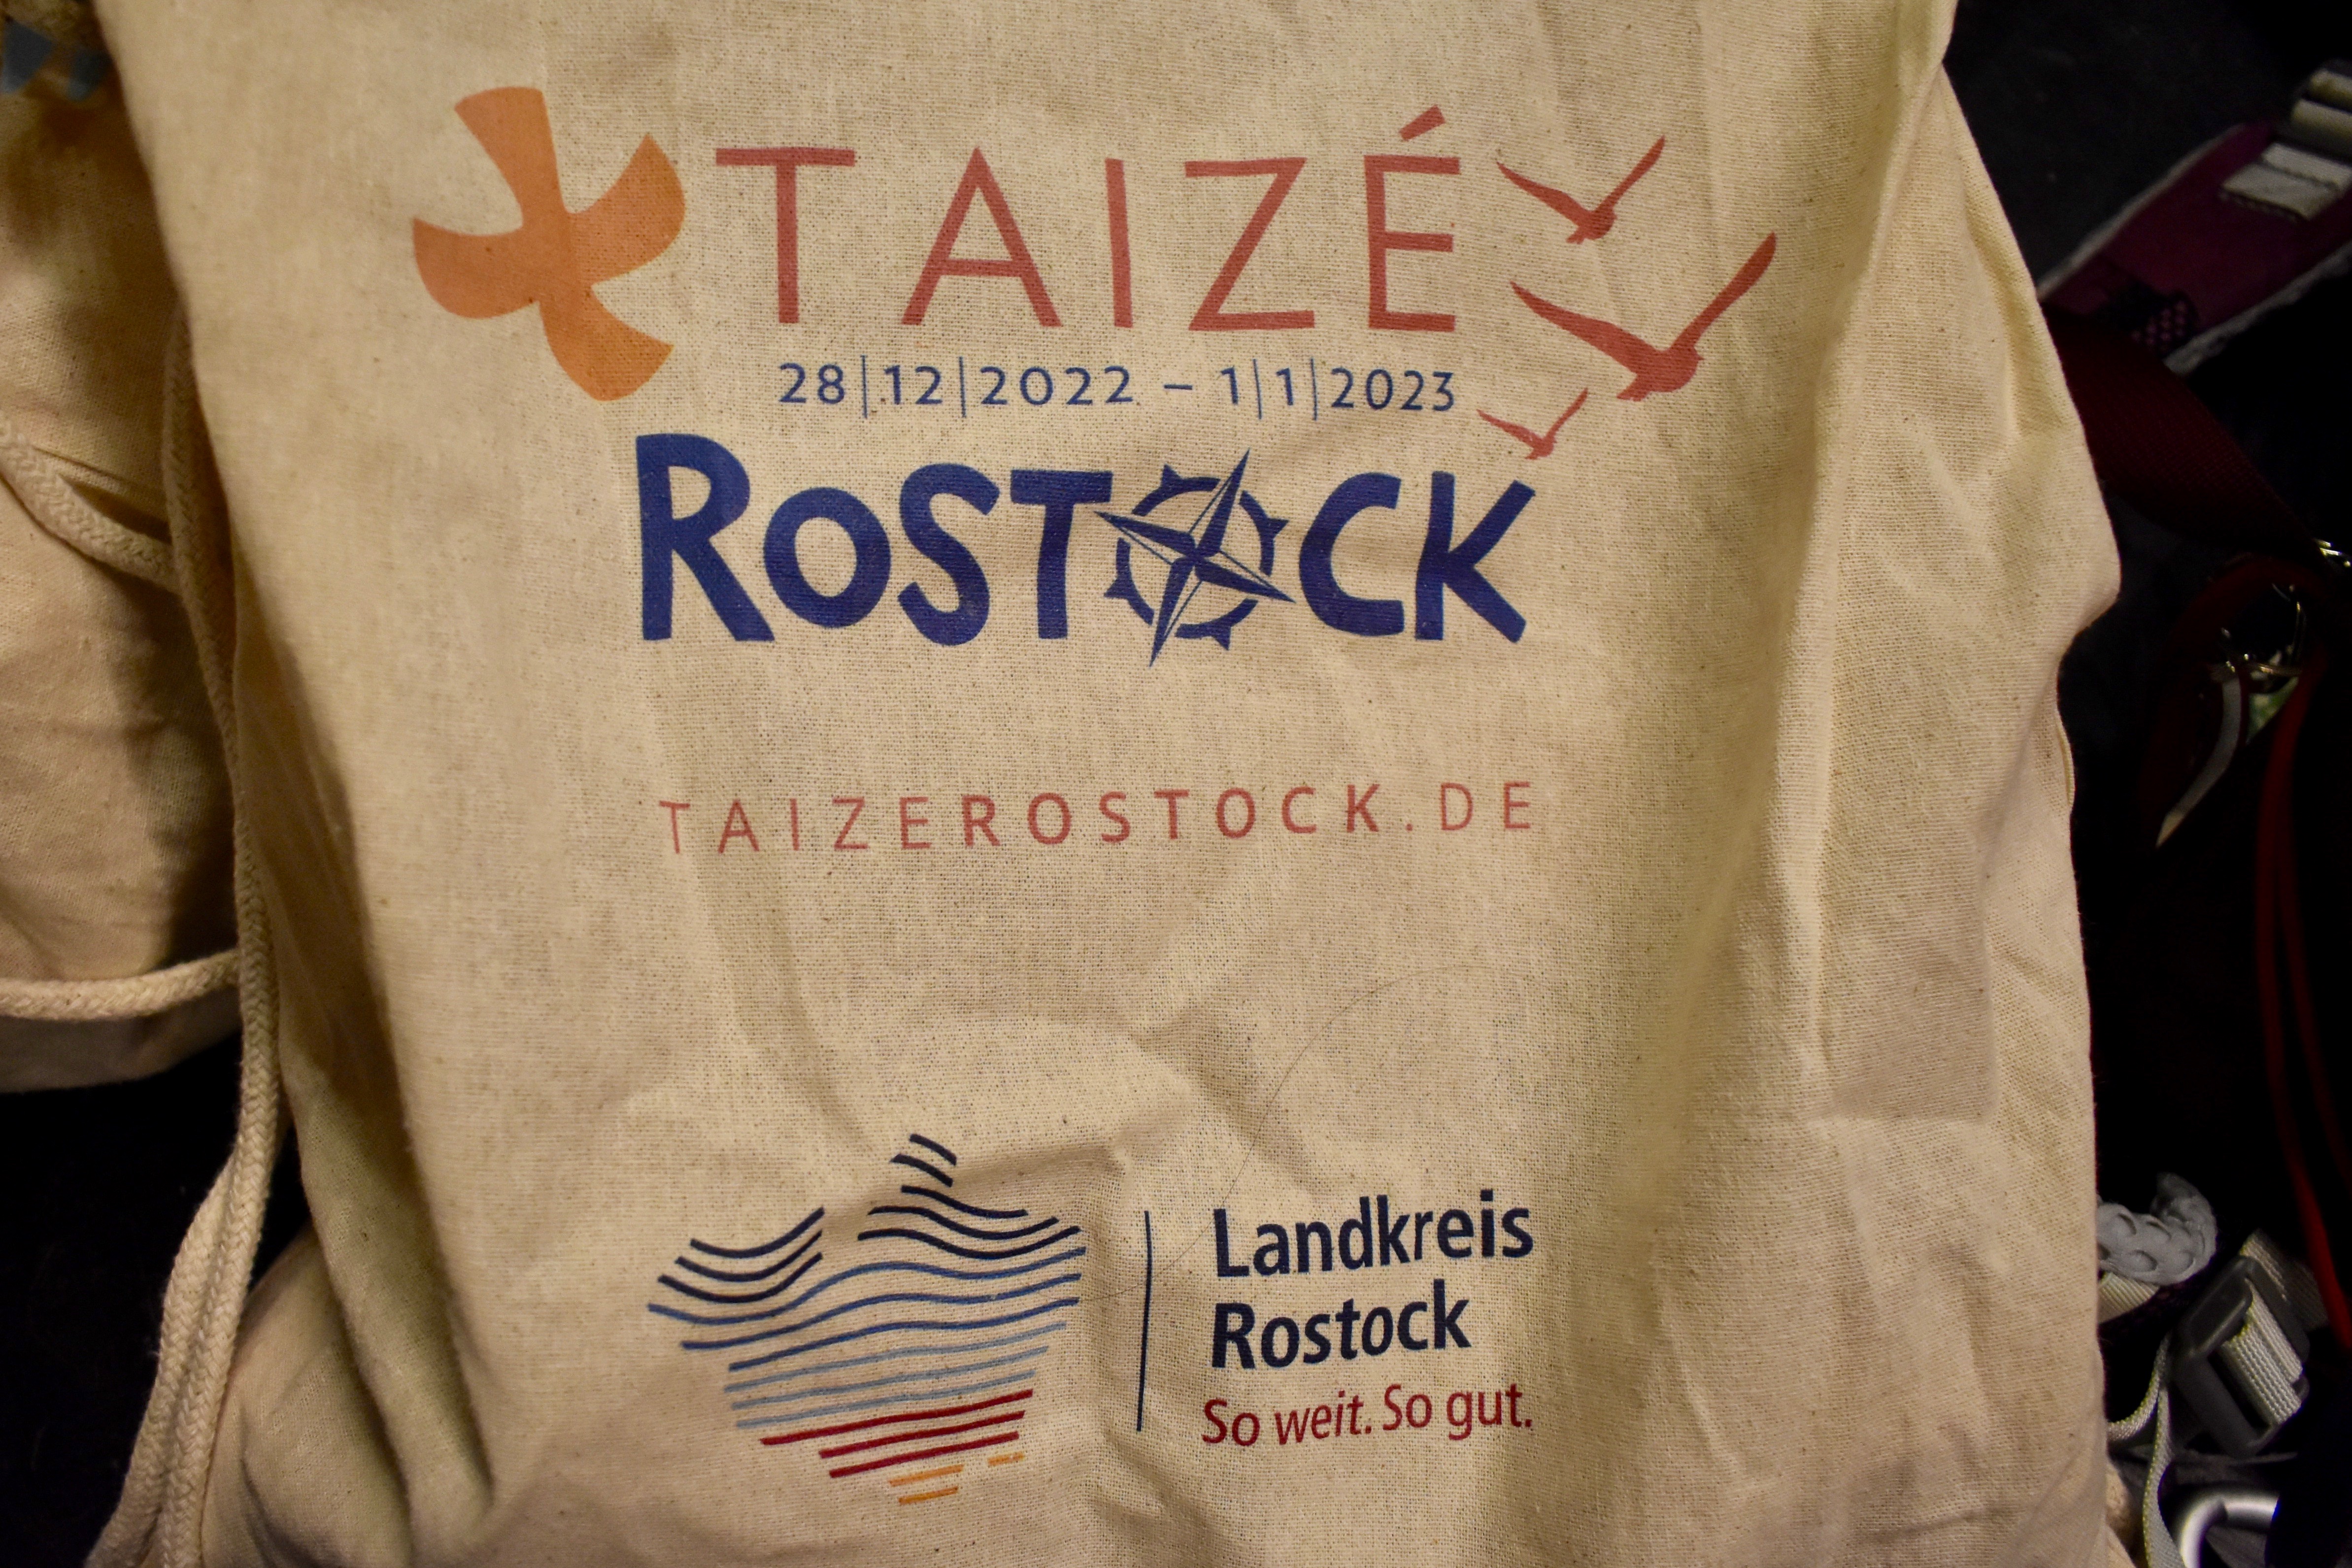 TAIZÉ
28|12|2022 – 1|1|2023
ROSTOCK
TAIZEROSTOCK.DE
Landkreis
Rostock
So weit. So gut.